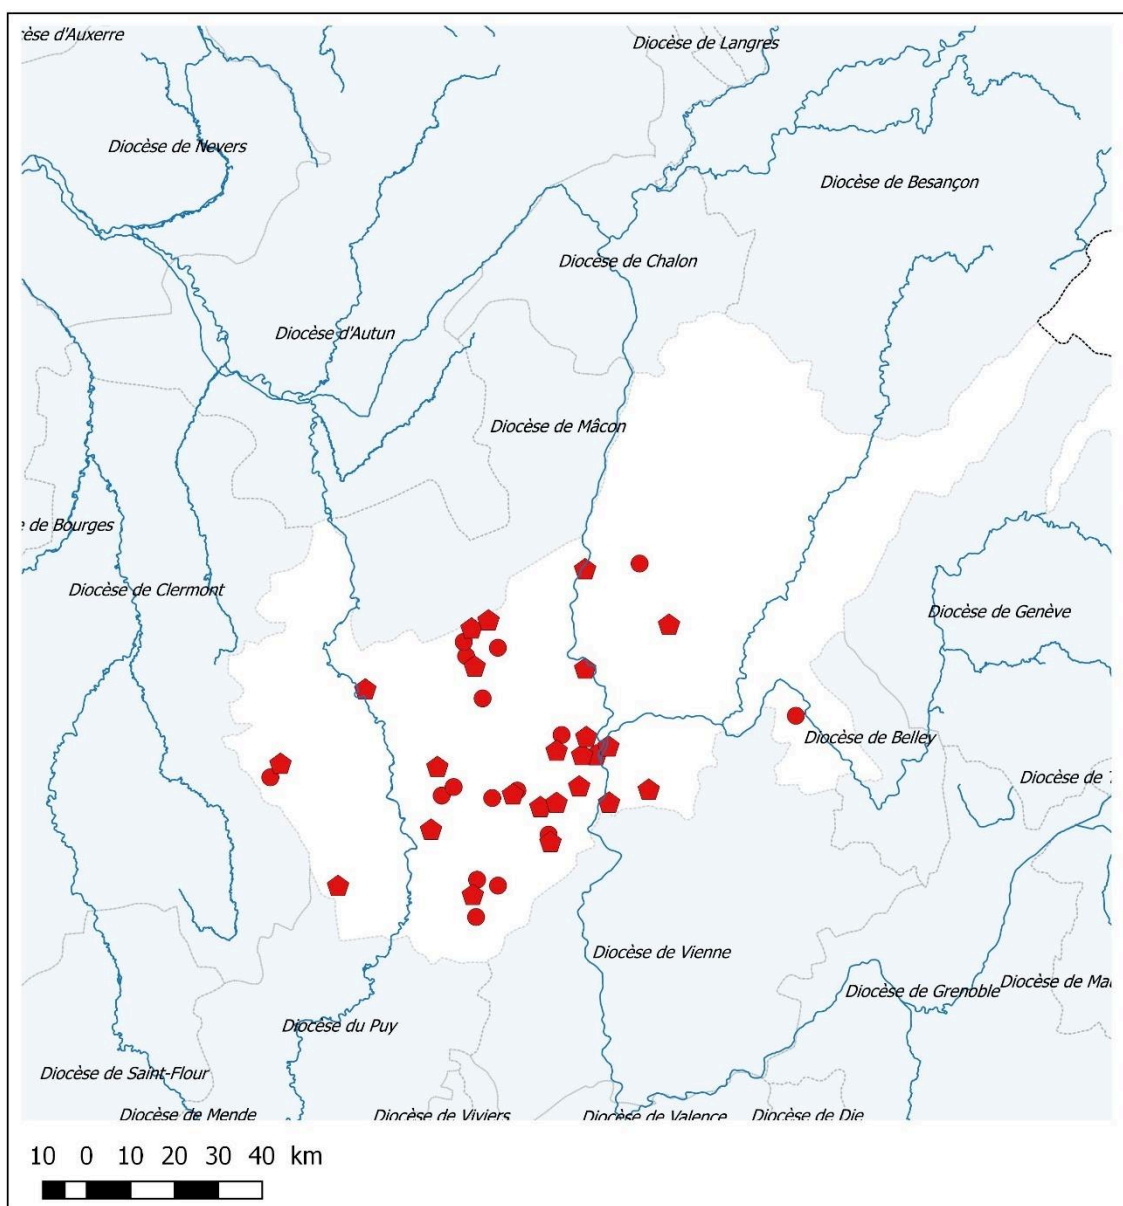 cèse d'Auxerre
Diocèse de Langres
Diocèse de Nevers
Diocèse de Besançon
Diocèse de Chalon
Diocèse d'Autun
Diocèse de Mâcon
e de Bourges
Diocèse de Clermont
Diocèse de Genève
Diocèse de Belley
Diocèse de T
Diocèse de Vienne
Diocèse de Grenoble
Diocèse de Mau
Diocèse du Puy
Diocèse de Saint-Flour
Diocèse de Mende
Diocèse de Viviers
Diocèse de Valence
Diocèse de Die
10 0 10 20 30 40 km